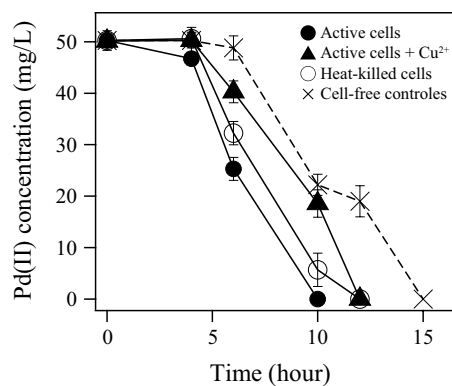 Active cells
Active cells + Cu²⁺
Heat-killed cells
Cell-free controles
Pd(II) concentration (mg/L)
50
40
30
20
10
0
0 5 10 15
Time (hour)